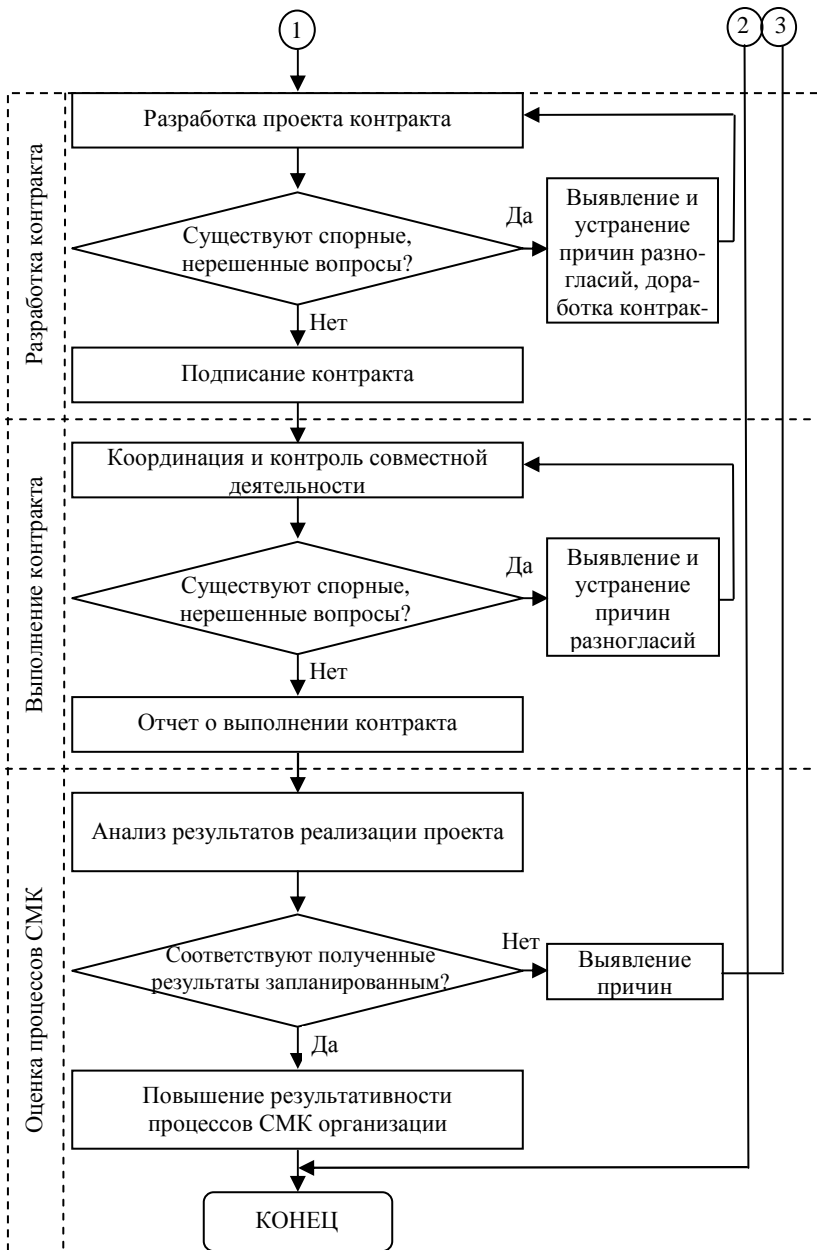 1
2
3
Разработка контракта
Разработка проекта контракта
Существуют спорные,
нерешенные вопросы?
Да
Выявление и
устранение
причин разно-
гласий, дора-
ботка контрак-
Нет
Подписание контракта
Выполнение контракта
Координация и контроль совместной
деятельности
Существуют спорные,
нерешенные вопросы?
Да
Выявление и
устранение
причин
разногласий
Нет
Отчет о выполнении контракта
Оценка процессов СМК
Анализ результатов реализации проекта
Соответствуют полученные
результаты запланированным?
Нет
Выявление
причин
Да
Повышение результативности
процессов СМК организации
КОНЕЦ